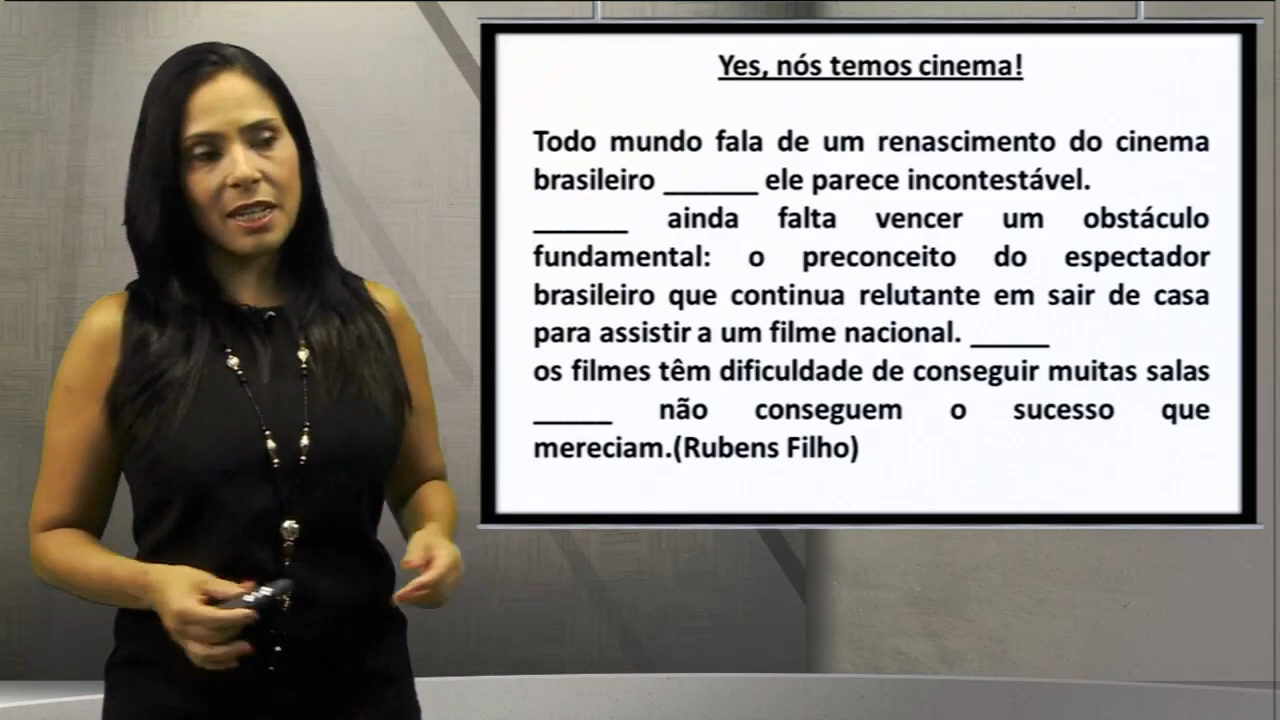 Yes, nós temos cinema!
Todo mundo fala de um renascimento do cinema
brasileiro ______ ele parece incontestável.
______ ainda falta vencer um obstáculo
fundamental: o preconceito do espectador
brasileiro que continua relutante em sair de casa
para assistir a um filme nacional. _____
os filmes têm dificuldade de conseguir muitas salas
_____ não conseguem o sucesso que
mereciam.(Rubens Filho)